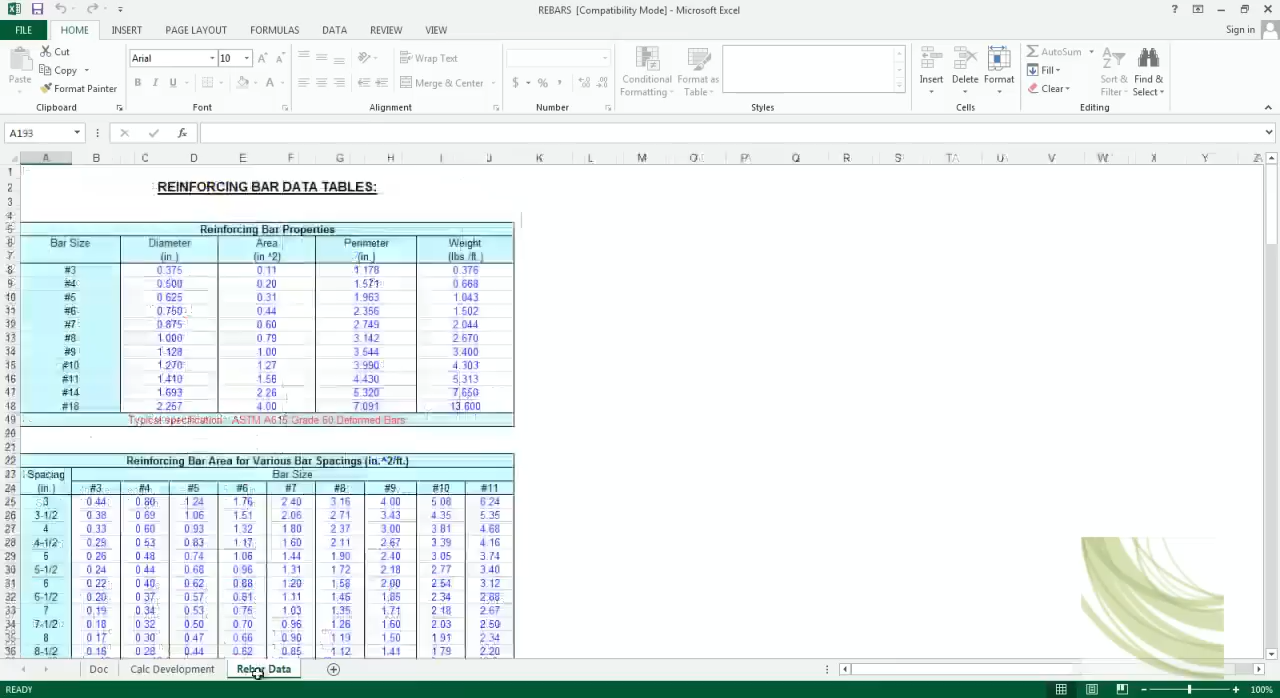 REBARS [Compatibility Mode] - Microsoft Excel
Sign in
FILE HOME INSERT PAGE LAYOUT FORMULAS DATA REVIEW VIEW
Paste Cut Copy Format Painter
Arial 10
Wrap Text
Merge & Center
$ % ,
Conditional Formatting Format as Table
Insert Delete Format
AutoSum Fill Clear
Sort & Filter Find & Select
Clipboard Font Alignment Number Styles Cells Editing
A193
A B C D E F G H I J K L M O P Q R S U V W X Y Z
REINFORCING BAR DATA TABLES:
Reinforcing Bar Properties
Bar Size Diameter Area Perimeter Weight
(in.) (in.^2) (in.) (lbs./ft.)
#3 0.375 0.11 1.178 0.376
#4 0.500 0.20 1.571 0.668
#5 0.625 0.31 1.963 1.043
#6 0.750 0.44 2.356 1.502
#7 0.875 0.60 2.749 2.044
#8 1.000 0.79 3.142 2.670
#9 1.128 1.00 3.544 3.400
#10 1.270 1.27 3.990 4.303
#11 1.410 1.56 4.430 5.313
#14 1.693 2.26 5.320 7.650
#18 2.257 4.00 7.091 13.600
Typical specification: ASTM A615 Grade 60 Deformed Bars
Reinforcing Bar Area for Various Bar Spacings (in.^2/ft.)
Spacing Bar Size
(in.) #3 #4 #5 #6 #7 #8 #9 #10 #11
3 0.44 0.80 1.24 1.76 2.40 3.16 4.00 5.08 6.24
3-1/2 0.38 0.69 1.06 1.51 2.06 2.71 3.43 4.35 5.35
4 0.33 0.60 0.93 1.32 1.80 2.37 3.00 3.81 4.68
4-1/2 0.29 0.53 0.83 1.17 1.60 2.11 2.67 3.39 4.16
5 0.26 0.48 0.74 1.06 1.44 1.90 2.40 3.05 3.74
5-1/2 0.24 0.44 0.68 0.96 1.31 1.72 2.18 2.77 3.40
6 0.22 0.40 0.62 0.88 1.20 1.58 2.00 2.54 3.12
6-1/2 0.20 0.37 0.57 0.81 1.11 1.46 1.85 2.34 2.88
7 0.19 0.34 0.53 0.75 1.03 1.35 1.71 2.18 2.67
7-1/2 0.18 0.32 0.50 0.70 0.96 1.26 1.60 2.03 2.50
8 0.17 0.30 0.47 0.66 0.90 1.19 1.50 1.91 2.34
8-1/2 0.16 0.28 0.44 0.62 0.85 1.12 1.41 1.79 2.20
Doc Calc Development Rebar Data
READY 100%